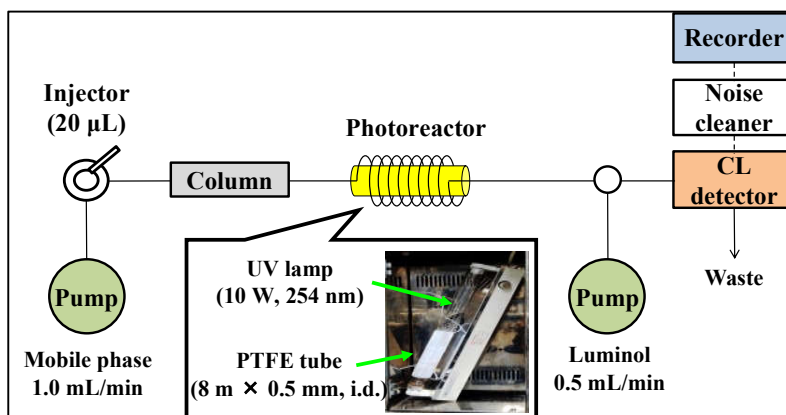 Recorder
Noise
cleaner
CL
detector
Waste
Injector
(20 μL)
Column
Photoreactor
Pump
Mobile phase
1.0 mL/min
UV lamp
(10 W, 254 nm)
PTFE tube
(8 m × 0.5 mm, i.d.)
Pump
Luminol
0.5 mL/min